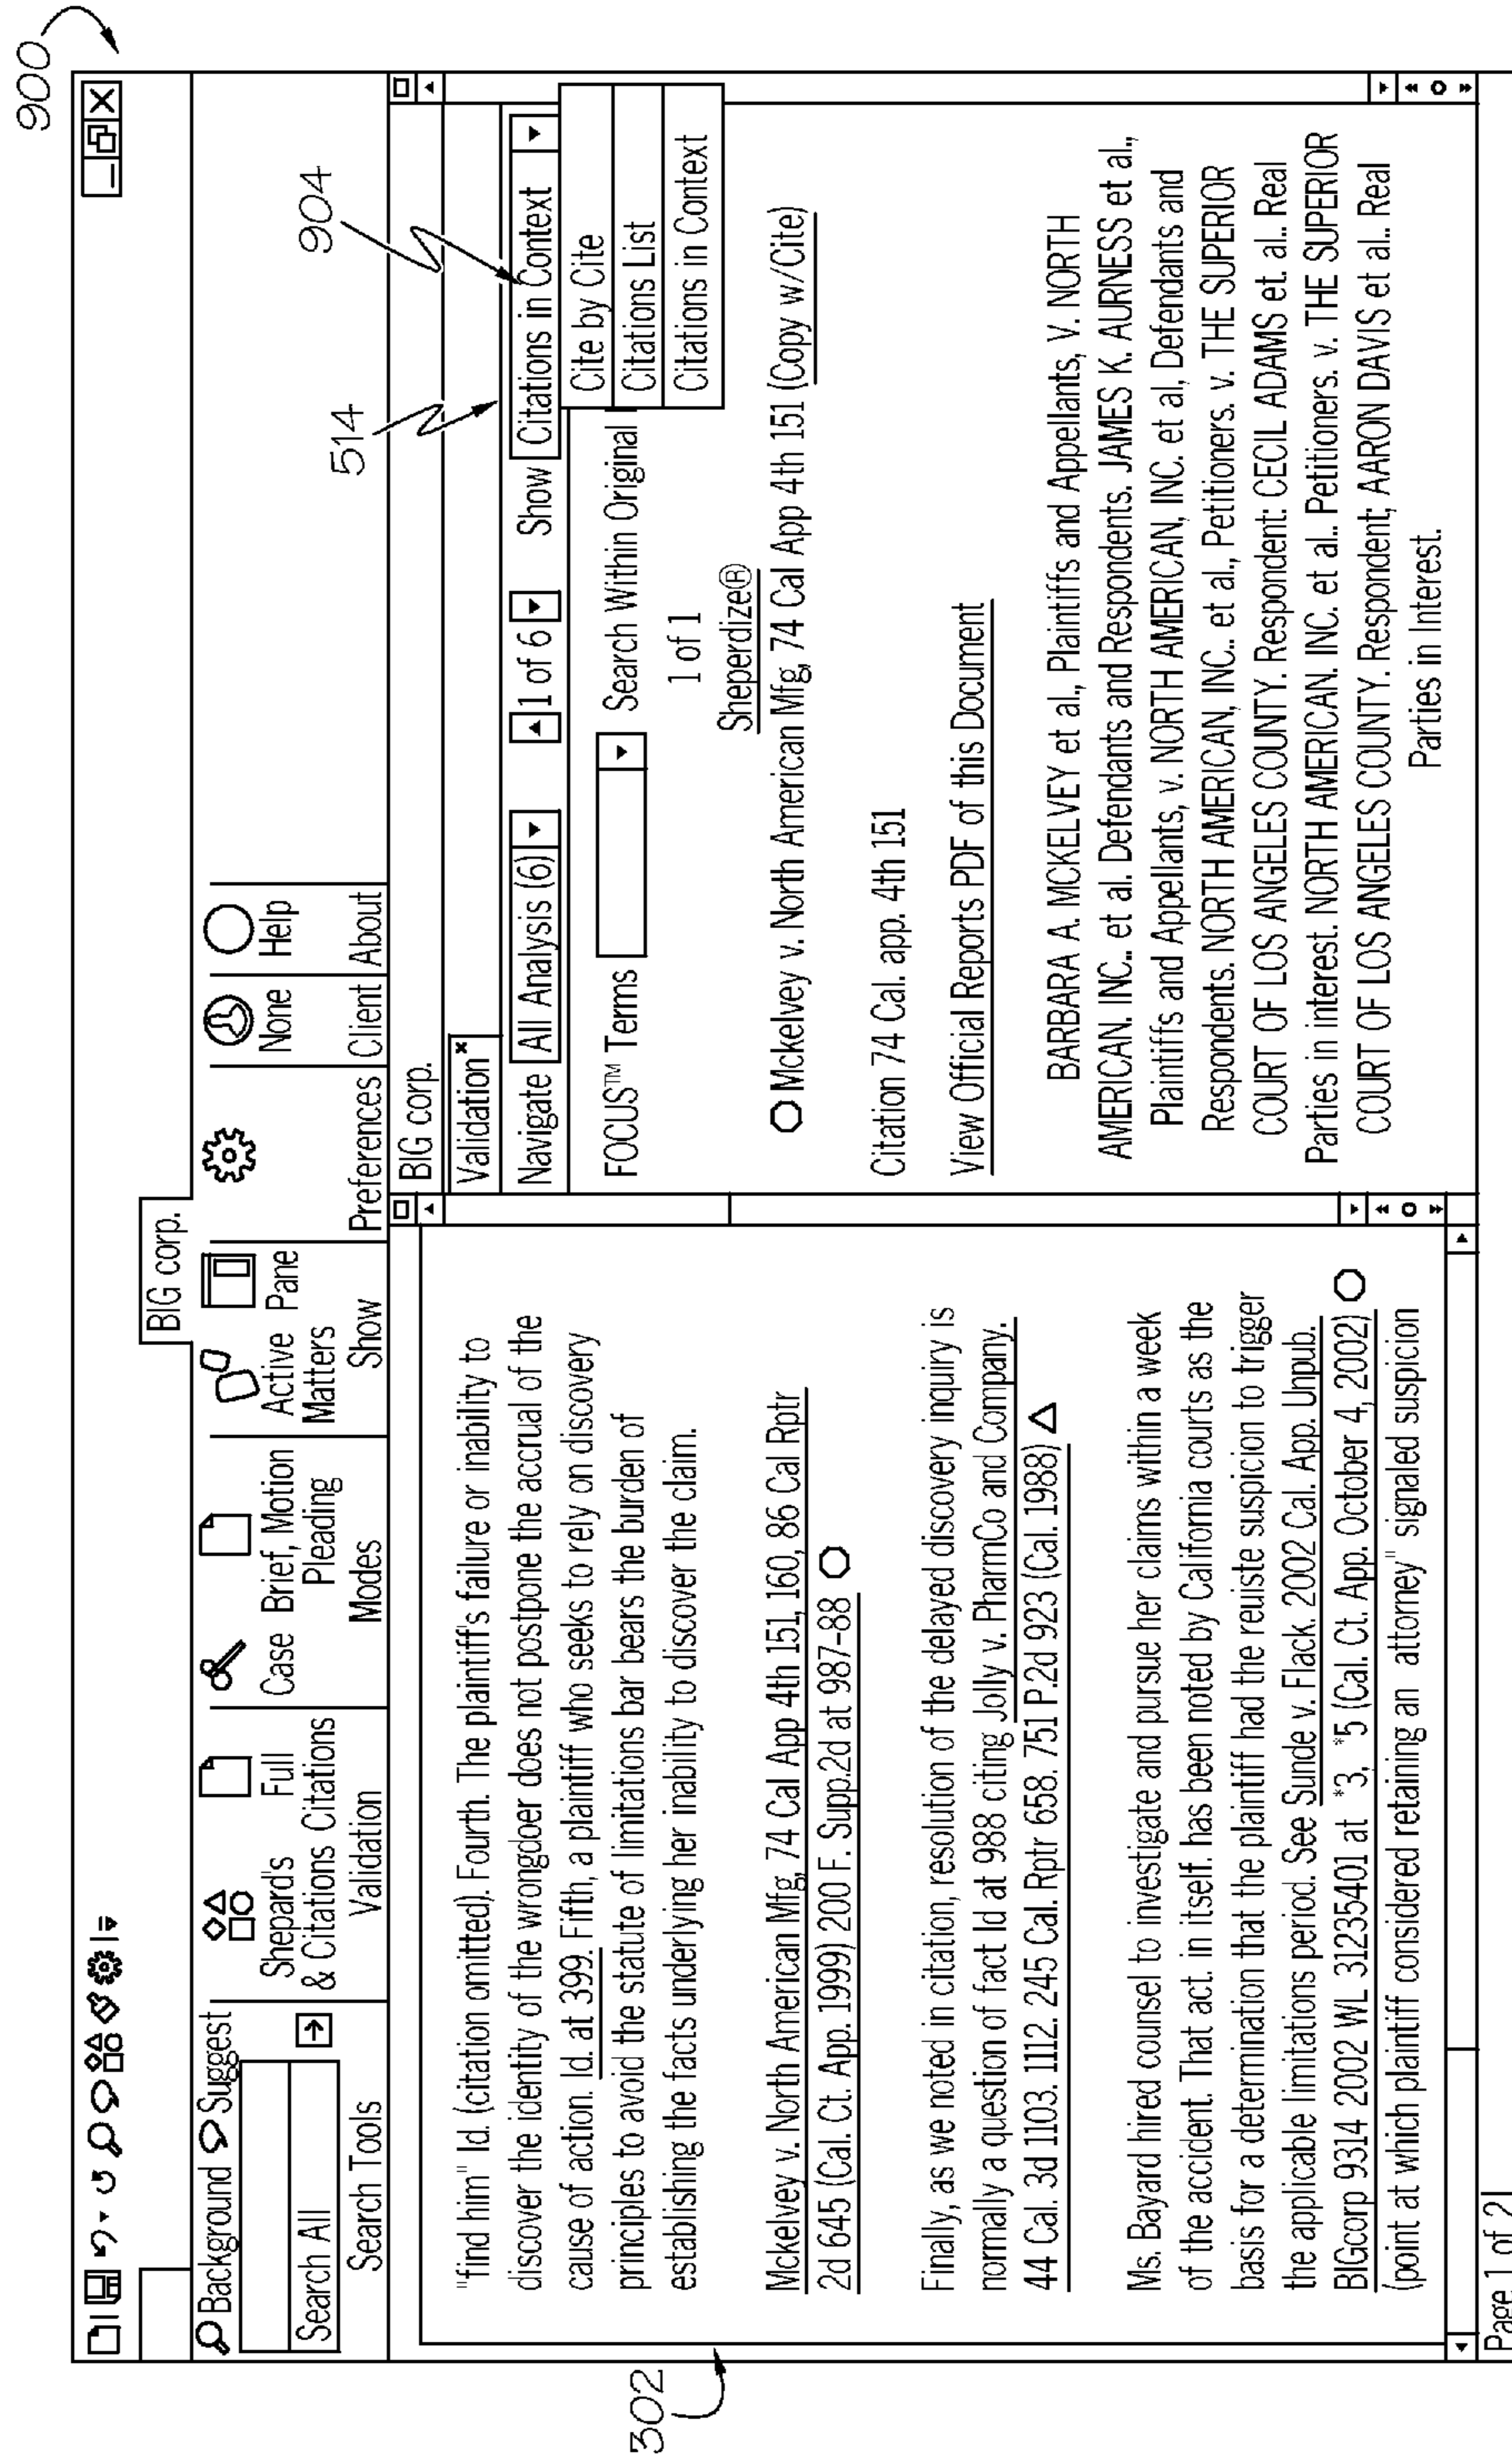 900
BIG corp.
Background Suggest
Search All
Search Tools
Shepard's Full
& Citations Citations
Validation
Case Brief, Motion
Pleading
Modes
Active Pane
Matters
Show
Preferences
None
Client
Help
About
302
"find him" Id. (citation omitted). Fourth. The plaintiff's failure or inability to
discover the identity of the wrongdoer does not postpone the accrual of the
cause of action. Id. at 399. Fifth, a plaintiff who seeks to rely on discovery
principles to avoid the statute of limitations bar bears the burden of
establishing the facts underlying her inability to discover the claim.
Mckelvey v. North American Mfg, 74 Cal App 4th 151, 160, 86 Cal Rptr
2d 645 (Cal. Ct. App. 1999) 200 F. Supp.2d at 987-88
Finally, as we noted in citation, resolution of the delayed discovery inquiry is
normally a question of fact Id at 988 citing Jolly v. PharmCo and Company.
44 Cal. 3d 1103. 1112. 245 Cal. Rptr 658. 751 P.2d 923 (Cal. 1988)
Ms. Bayard hired counsel to investigate and pursue her claims within a week
of the accident. That act. in itself. has been noted by California courts as the
basis for a determination that the plaintiff had the reuiste suspicion to trigger
the applicable limitations period. See Sunde v. Flack. 2002 Cal. App. Unpub.
BIGcorp 9314 2002 WL 31235401 at *3, *5 (Cal. Ct. App. October 4, 2002)
(point at which plaintiff considered retaining an attorney" signaled suspicion
Page 1 of 21
BIG corp.
Validation x
514
904
Navigate All Analysis (6) 1 of 6 Show Citations in Context
Cite by Cite
Citations List
Citations in Context
FOCUS™ Terms Search Within Original
1 of 1
Sheperdize®
Mckelvey v. North American Mfg, 74 Cal App 4th 151 (Copy w/Cite)
Citation 74 Cal. app. 4th 151
View Official Reports PDF of this Document
BARBARA A. MCKELVEY et al., Plaintiffs and Appellants, V. NORTH
AMERICAN. INC.. et al. Defendants and Respondents. JAMES K. AURNESS et al.,
Plaintiffs and Appellants, v. NORTH AMERICAN, INC. et al, Defendants and
Respondents. NORTH AMERICAN, INC.. et al., Petitioners. v. THE SUPERIOR
COURT OF LOS ANGELES COUNTY. Respondent: CECIL ADAMS et. al.. Real
Parties in interest. NORTH AMERICAN. INC. et al.. Petitioners. v. THE SUPERIOR
COURT OF LOS ANGELES COUNTY. Respondent; AARON DAVIS et al.. Real
Parties in Interest.